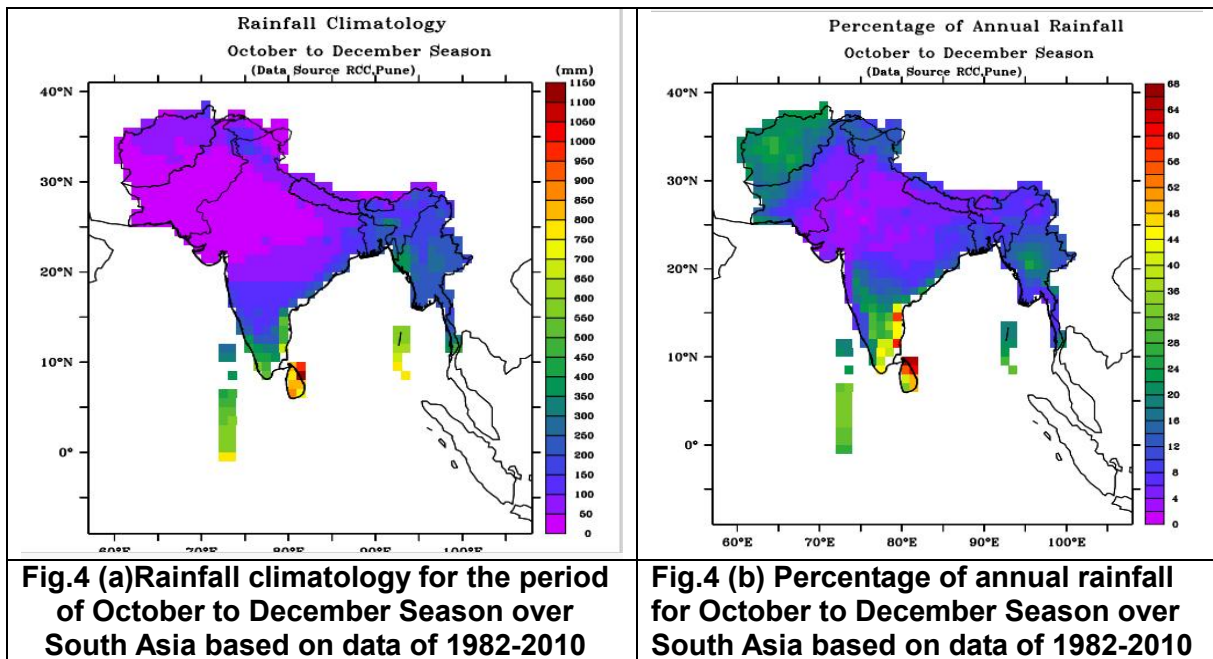 Rainfall Climatology
October to December Season
(Data Source RCC,Pune)
(mm)
40°N
30°N
20°N
10°N
0°
60°E 70°E 80°E 90°E 100°E
1150
1100
1050
1000
950
900
850
800
750
700
650
600
550
500
450
400
350
300
250
200
150
100
50
0
Fig.4 (a)Rainfall climatology for the period
of October to December Season over
South Asia based on data of 1982-2010
Percentage of Annual Rainfall
October to December Season
(Data Source RCC,Pune)
40°N
30°N
20°N
10°N
0°
60°E 70°E 80°E 90°E 100°E
68
64
60
56
52
48
44
40
36
32
28
24
20
16
12
8
4
0
Fig.4 (b) Percentage of annual rainfall
for October to December Season over
South Asia based on data of 1982-2010